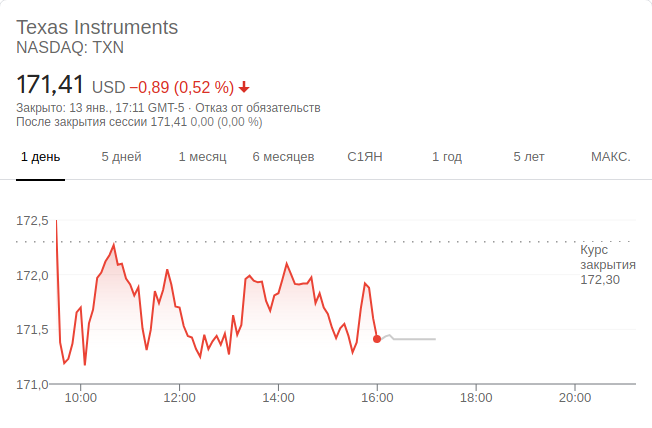 Texas Instruments
NASDAQ: TXN
171,41 USD −0,89 (0,52 %)
Закрыто: 13 янв., 17:11 GMT-5 · Отказ от обязательств
После закрытия сессии 171,41 0,00 (0,00 %)
1 день 5 дней 1 месяц 6 месяцев С1ЯН 1 год 5 лет МАКС.
172,5
Курс
закрытия
172,30
172,0
171,5
171,0
10:00 12:00 14:00 16:00 18:00 20:00